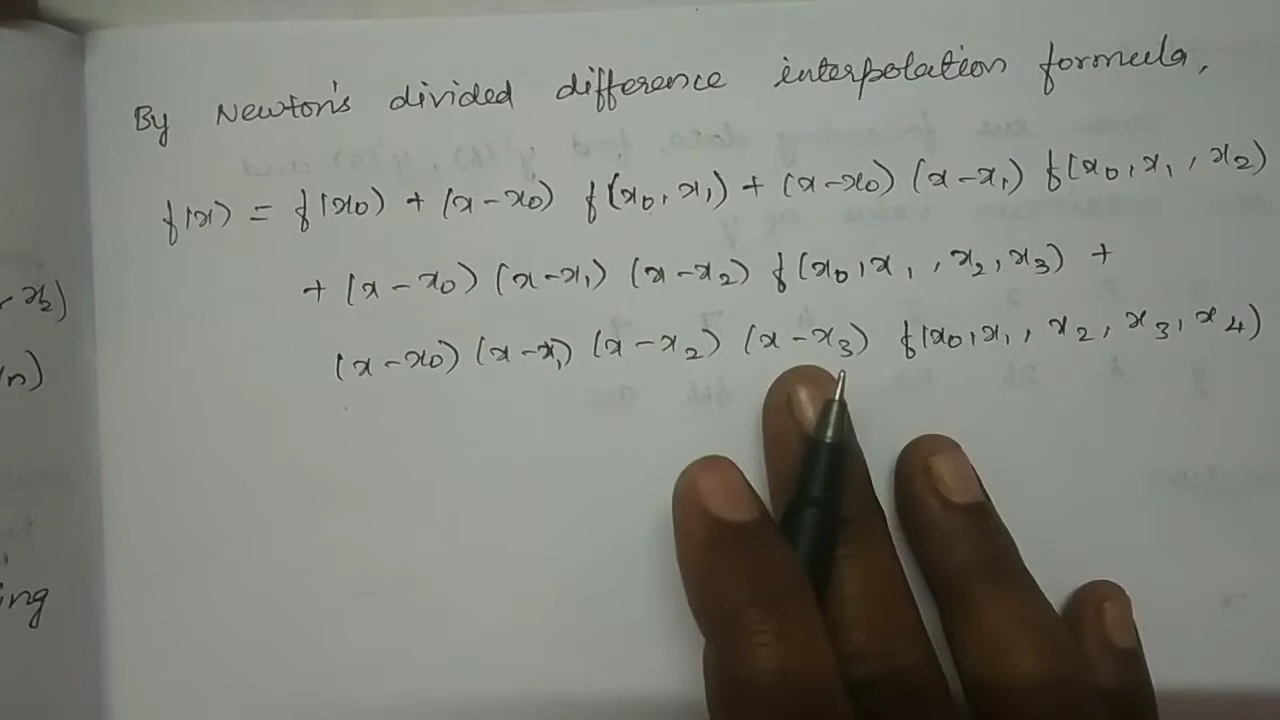 By Newton's divided difference interpolation formula,
f(x) = f(x0) + (x-x0) f(x0, x1) + (x-x0) (x-x1) f(x0, x1, x2)
+ (x-x0) (x-x1) (x-x2) f(x0, x1, x2, x3) +
(x-x0) (x-x1) (x-x2) (x-x3) f(x0, x1, x2, x3, x4)
n)
ing